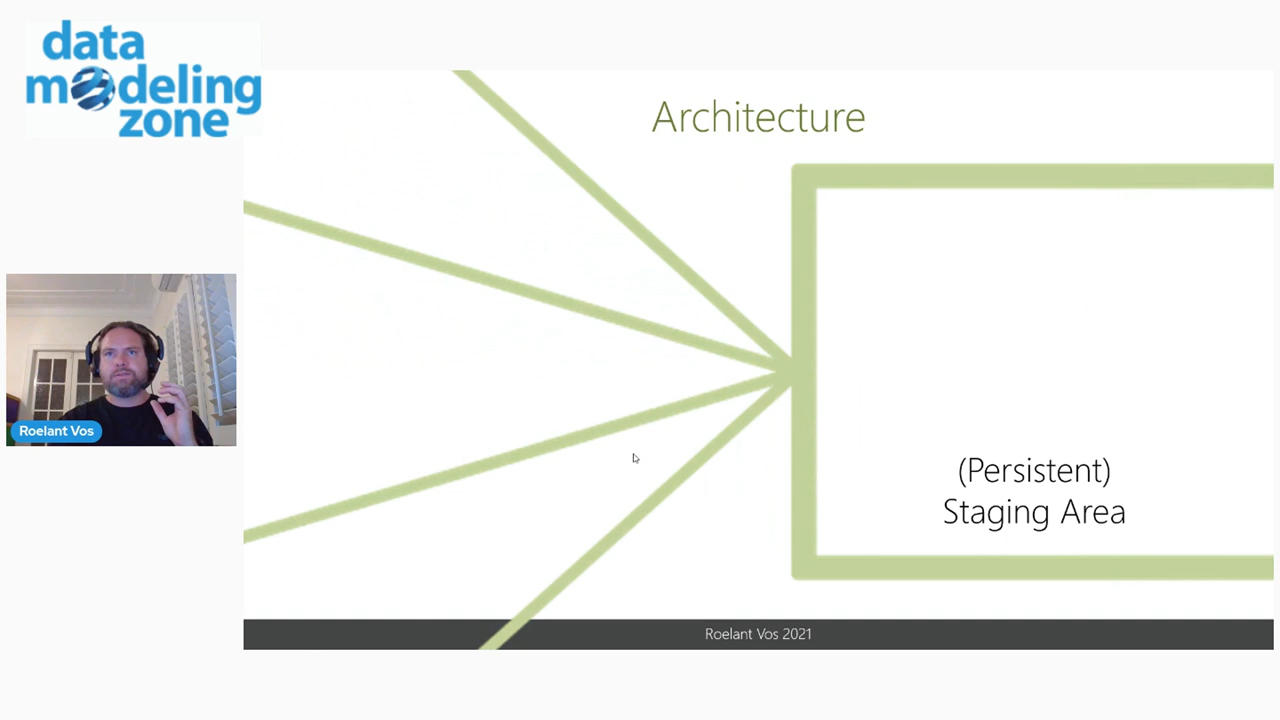 data
modeling
zone
Architecture
Roelant Vos
(Persistent)
Staging Area
Roelant Vos 2021